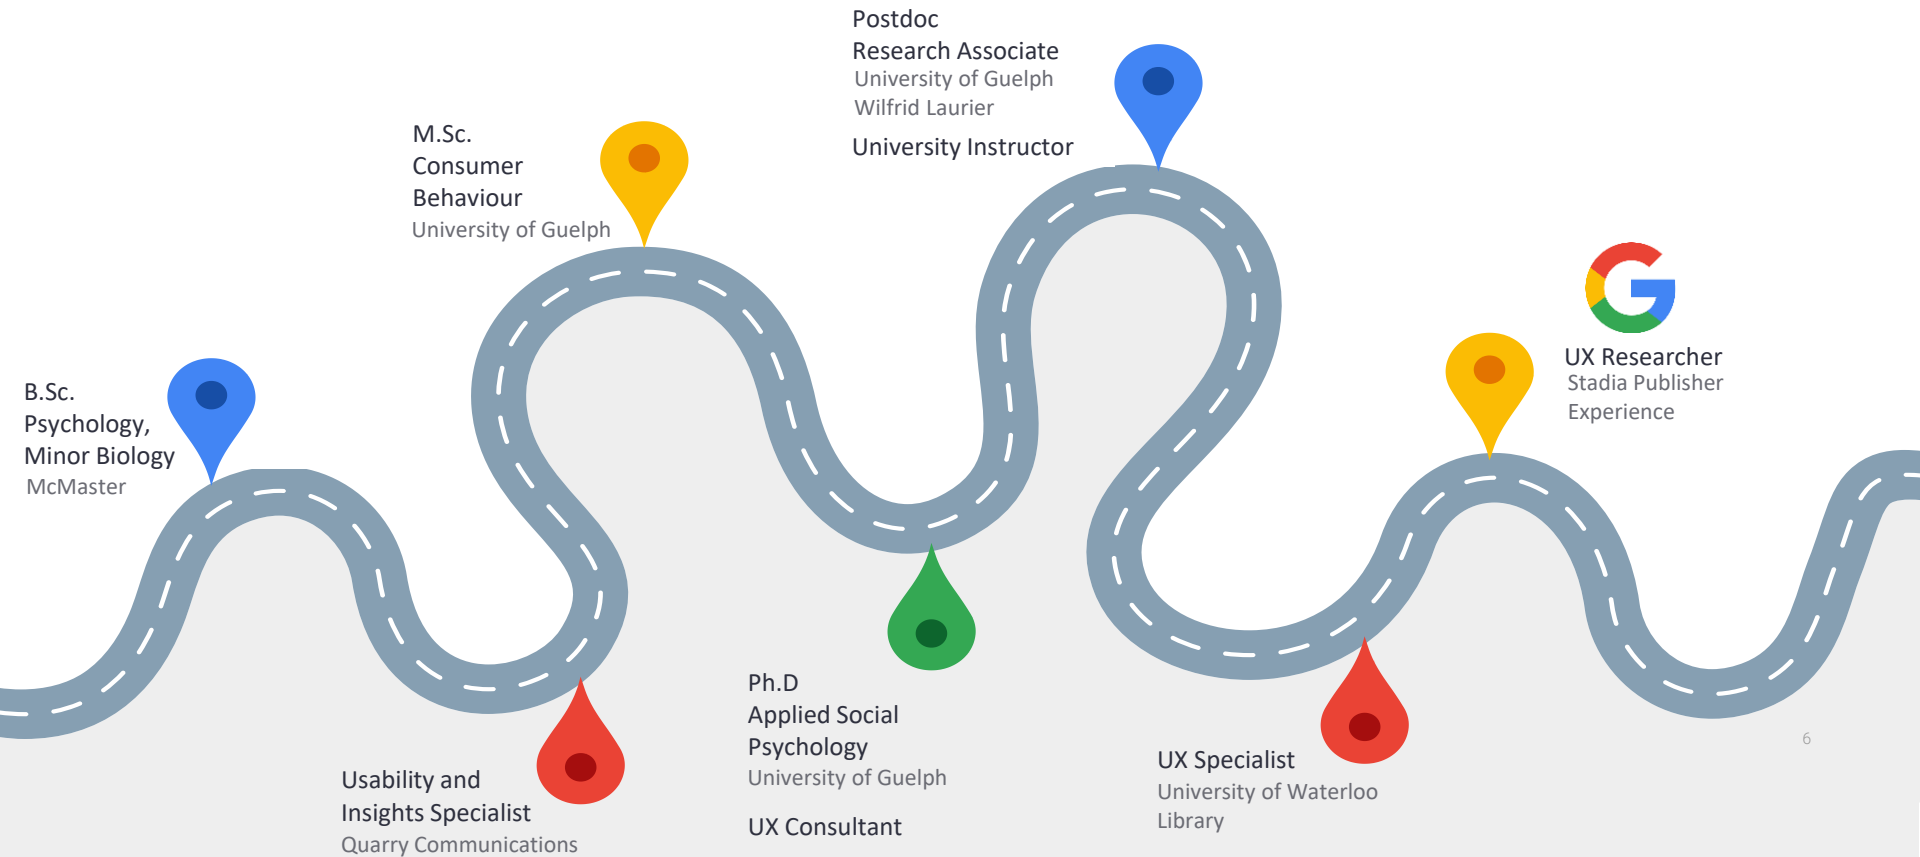 B.Sc.
Psychology,
Minor Biology
McMaster
Usability and
Insights Specialist
Quarry Communications
M.Sc.
Consumer
Behaviour
University of Guelph
Ph.D
Applied Social
Psychology
University of Guelph
UX Consultant
Postdoc
Research Associate
University of Guelph
Wilfrid Laurier
University Instructor
UX Specialist
University of Waterloo
Library
G
UX Researcher
Stadia Publisher
Experience
6